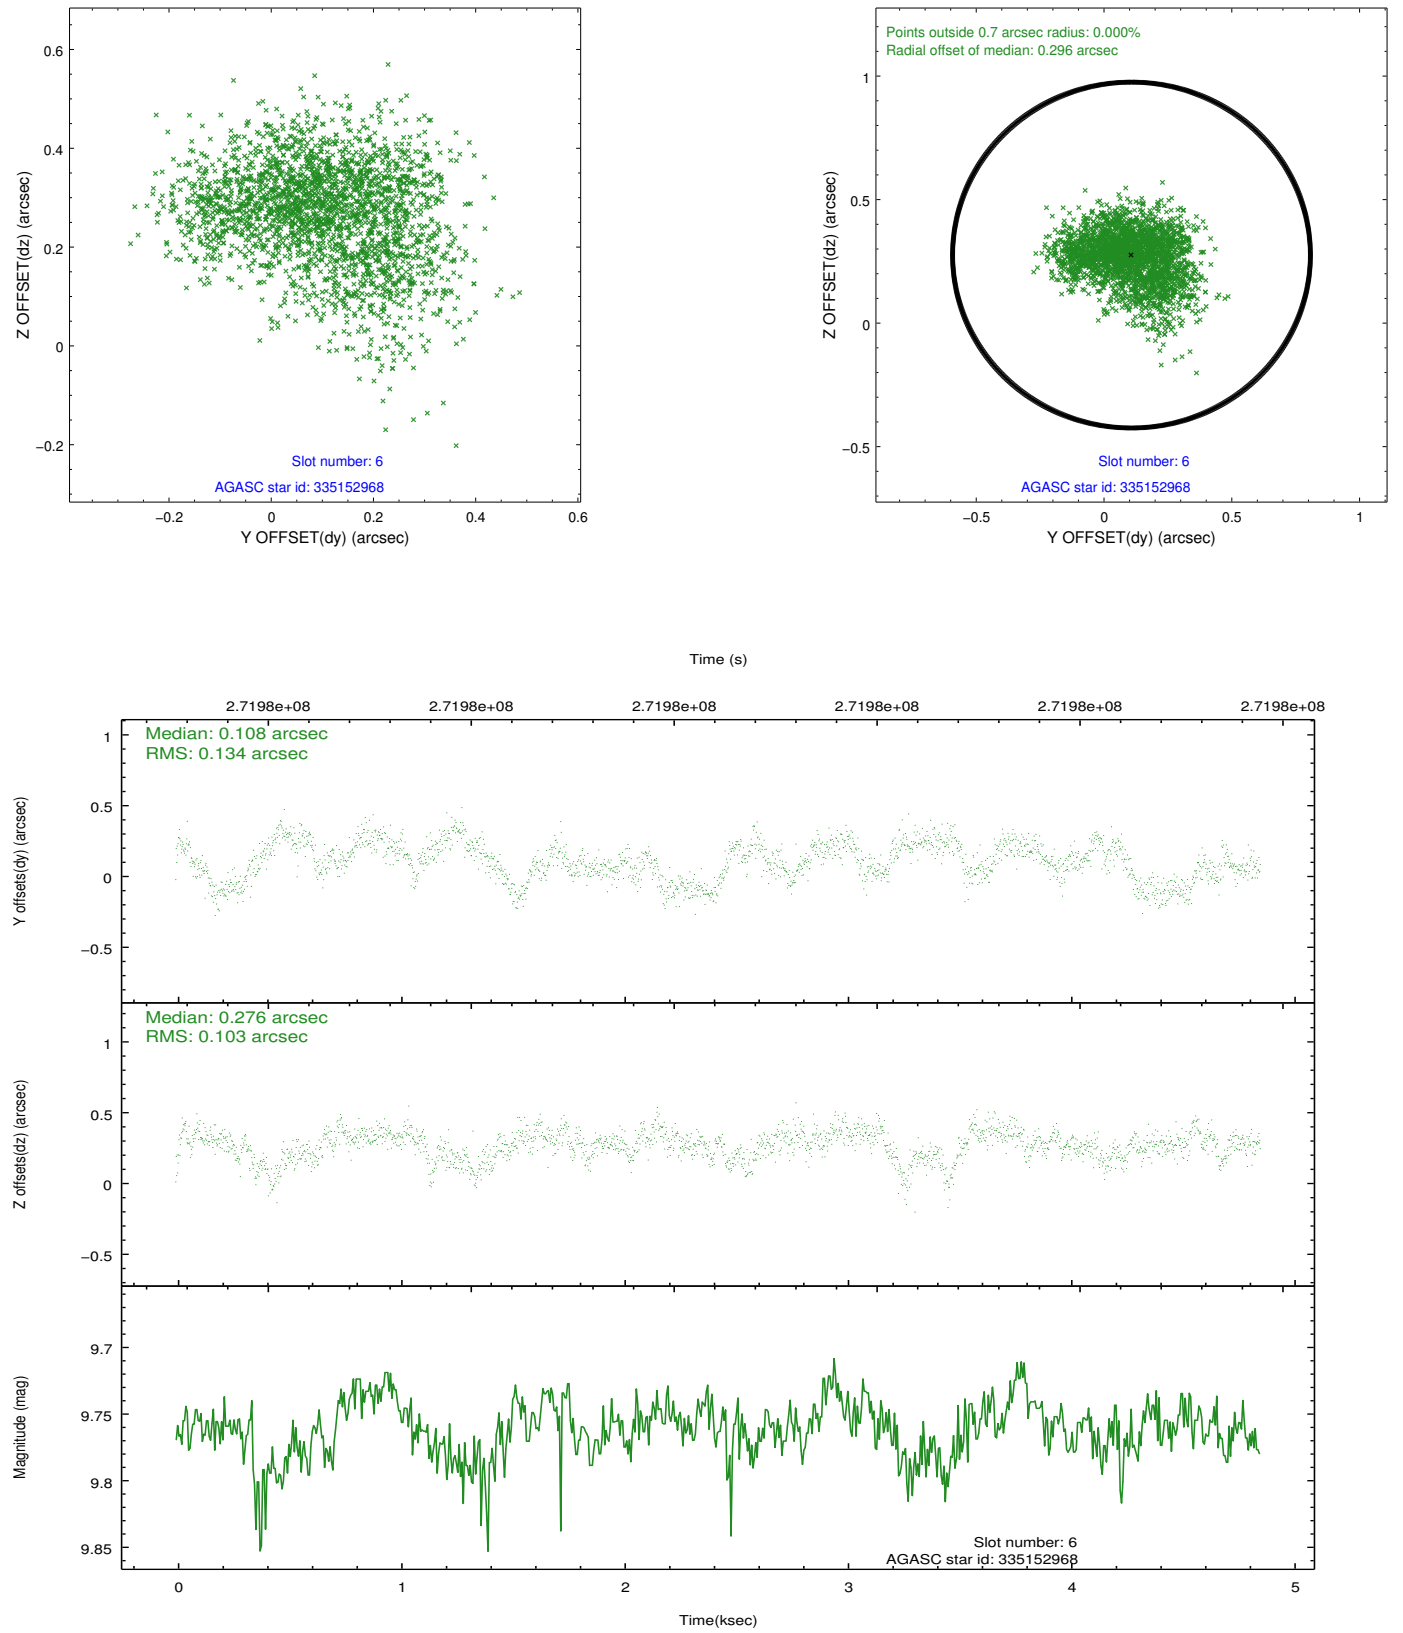 0.6
0.4
0.2
0
−0.2
Z OFFSET(dz) (arcsec)
Slot number: 6
AGASC star id: 335152968
−0.2 0 0.2 0.4 0.6
Y OFFSET(dy) (arcsec)
Points outside 0.7 arcsec radius: 0.000%
Radial offset of median: 0.296 arcsec
1
0.5
0
−0.5
Z OFFSET(dz) (arcsec)
Slot number: 6
AGASC star id: 335152968
−0.5 0 0.5 1
Y OFFSET(dy) (arcsec)
Time (s)
2.7198e+08 2.7198e+08 2.7198e+08 2.7198e+08 2.7198e+08 2.7198e+08
Median: 0.108 arcsec
RMS: 0.134 arcsec
1
0.5
0
−0.5
Y offsets(dy) (arcsec)
Median: 0.276 arcsec
RMS: 0.103 arcsec
1
0.5
0
−0.5
Z offsets(dz) (arcsec)
9.7
9.75
9.8
9.85
Magnitude (mag)
Slot number: 6
AGASC star id: 335152968
0 1 2 3 4 5
Time(ksec)